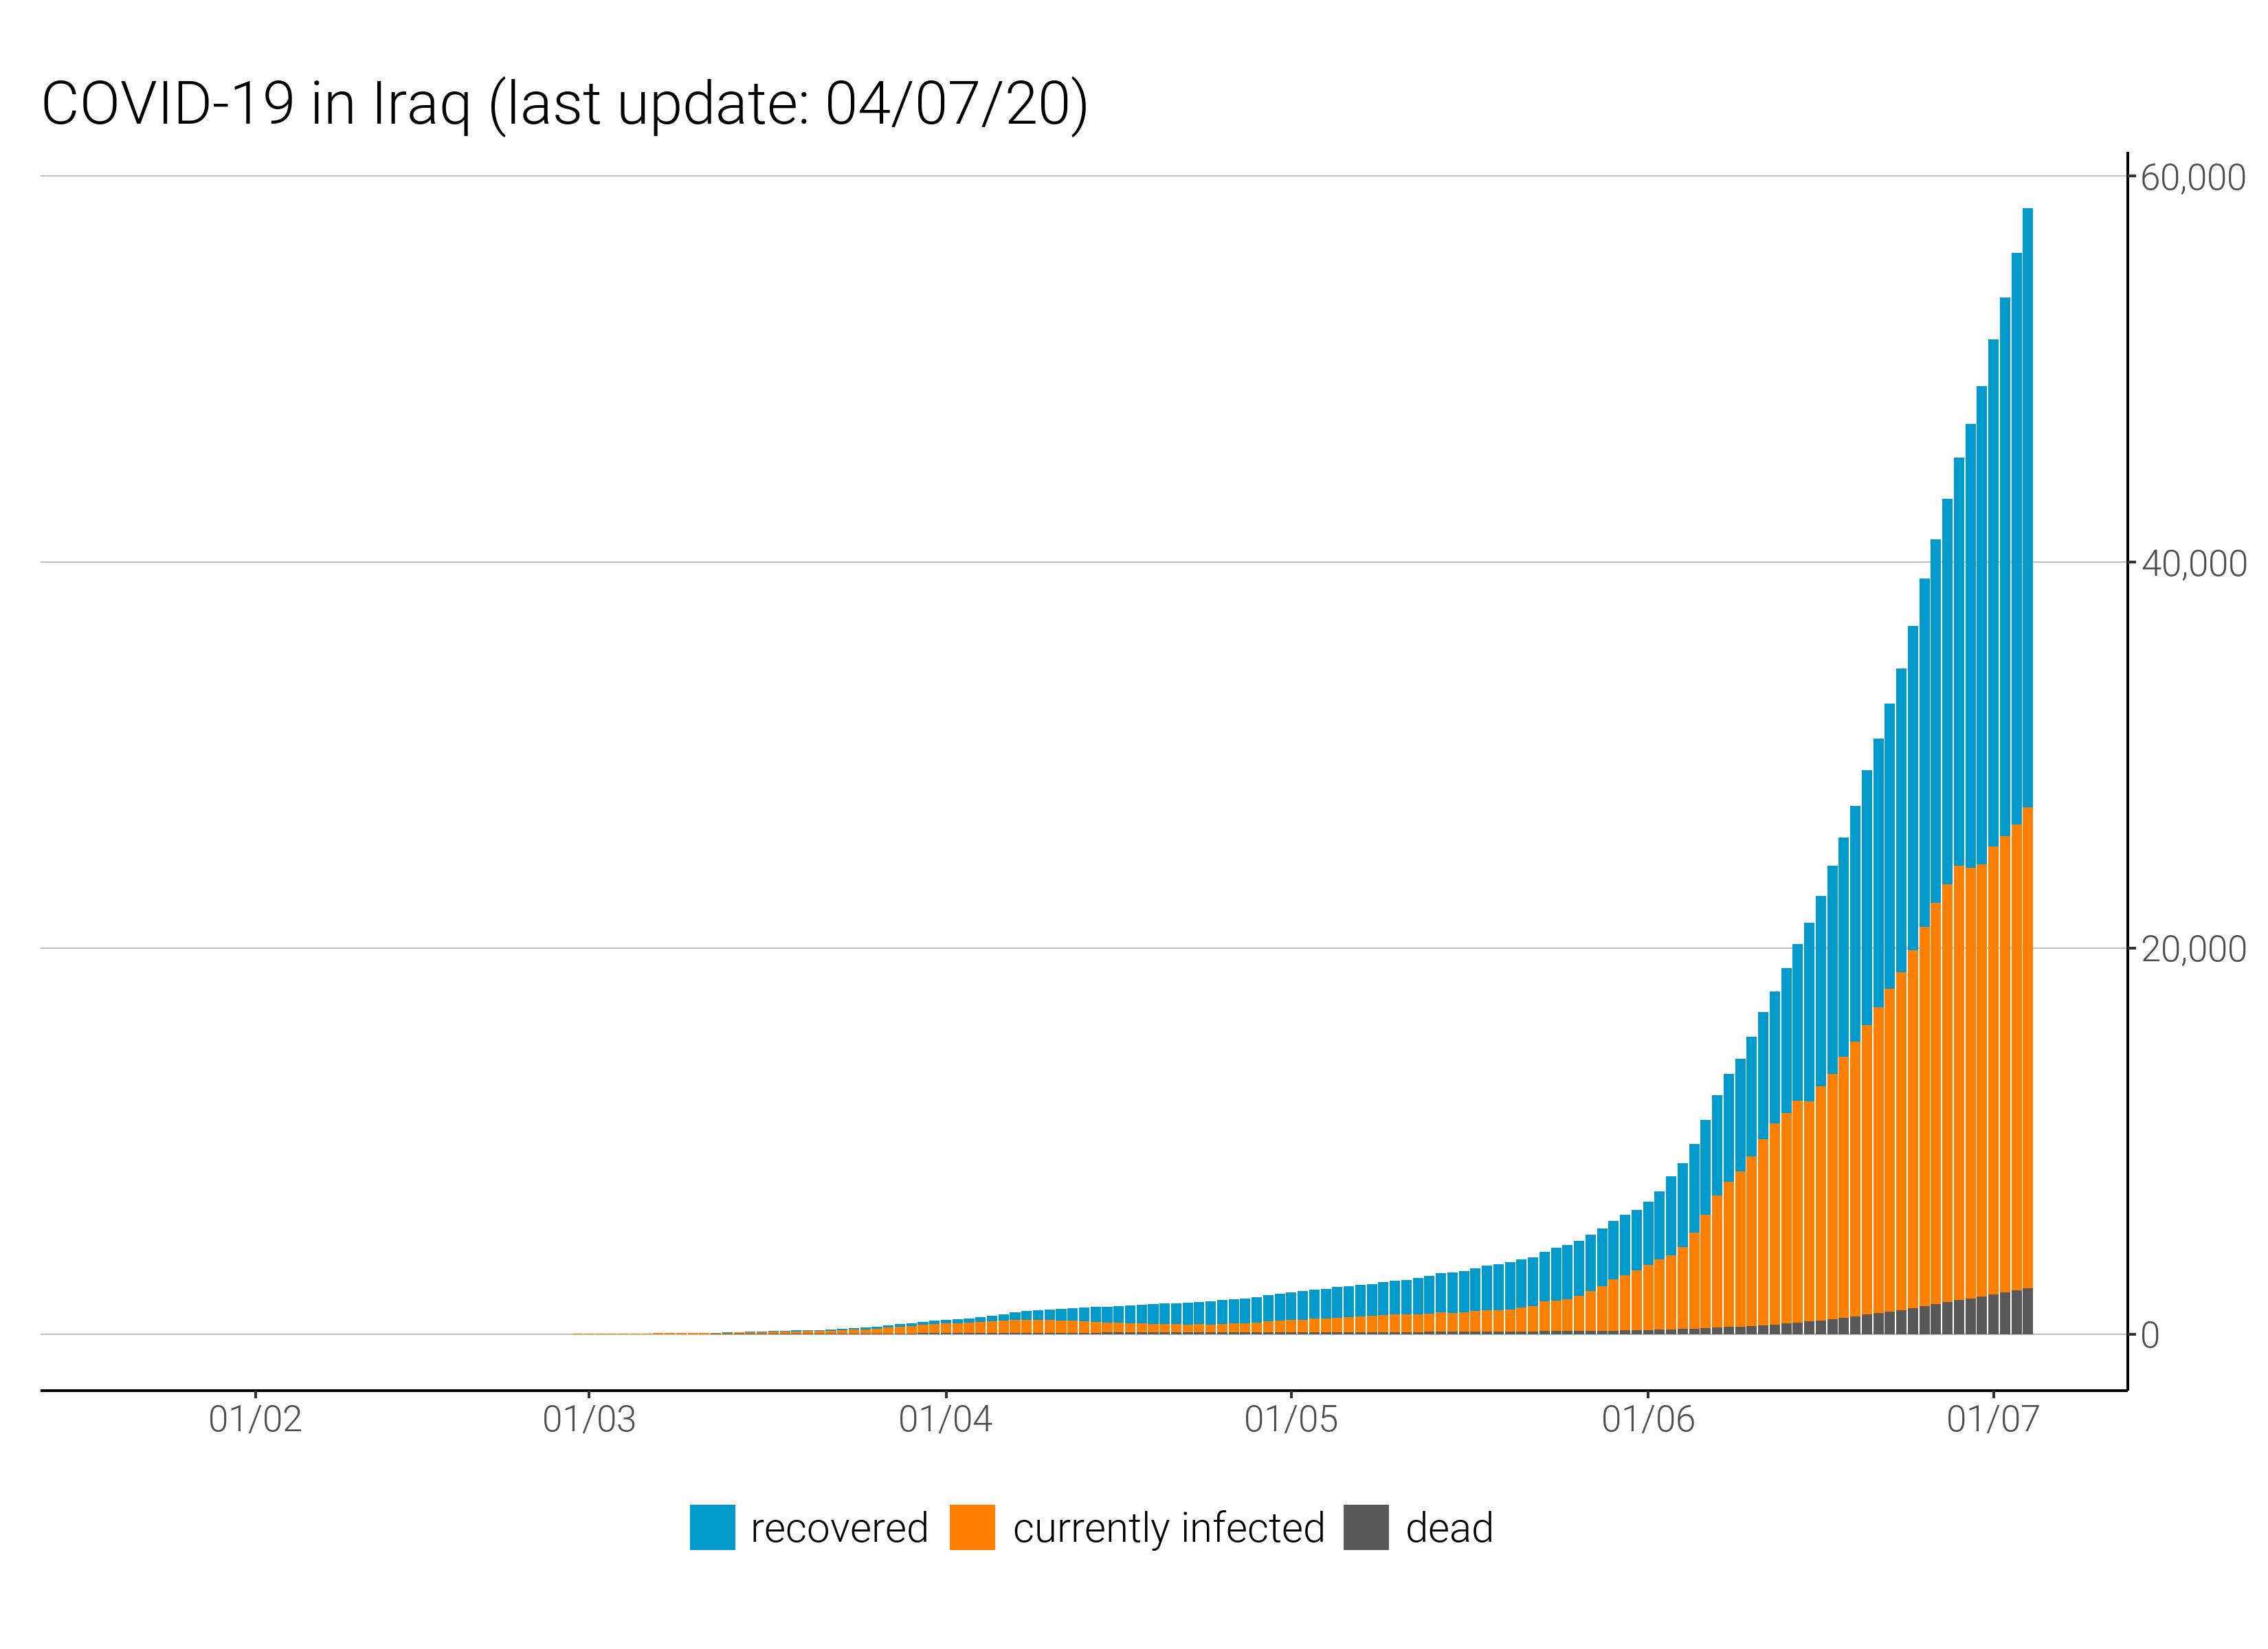 COVID-19 in Iraq (last update: 04/07/20)
60,000
40,000
20,000
0
01/02 01/03 01/04 01/05 01/06 01/07
recovered currently infected dead